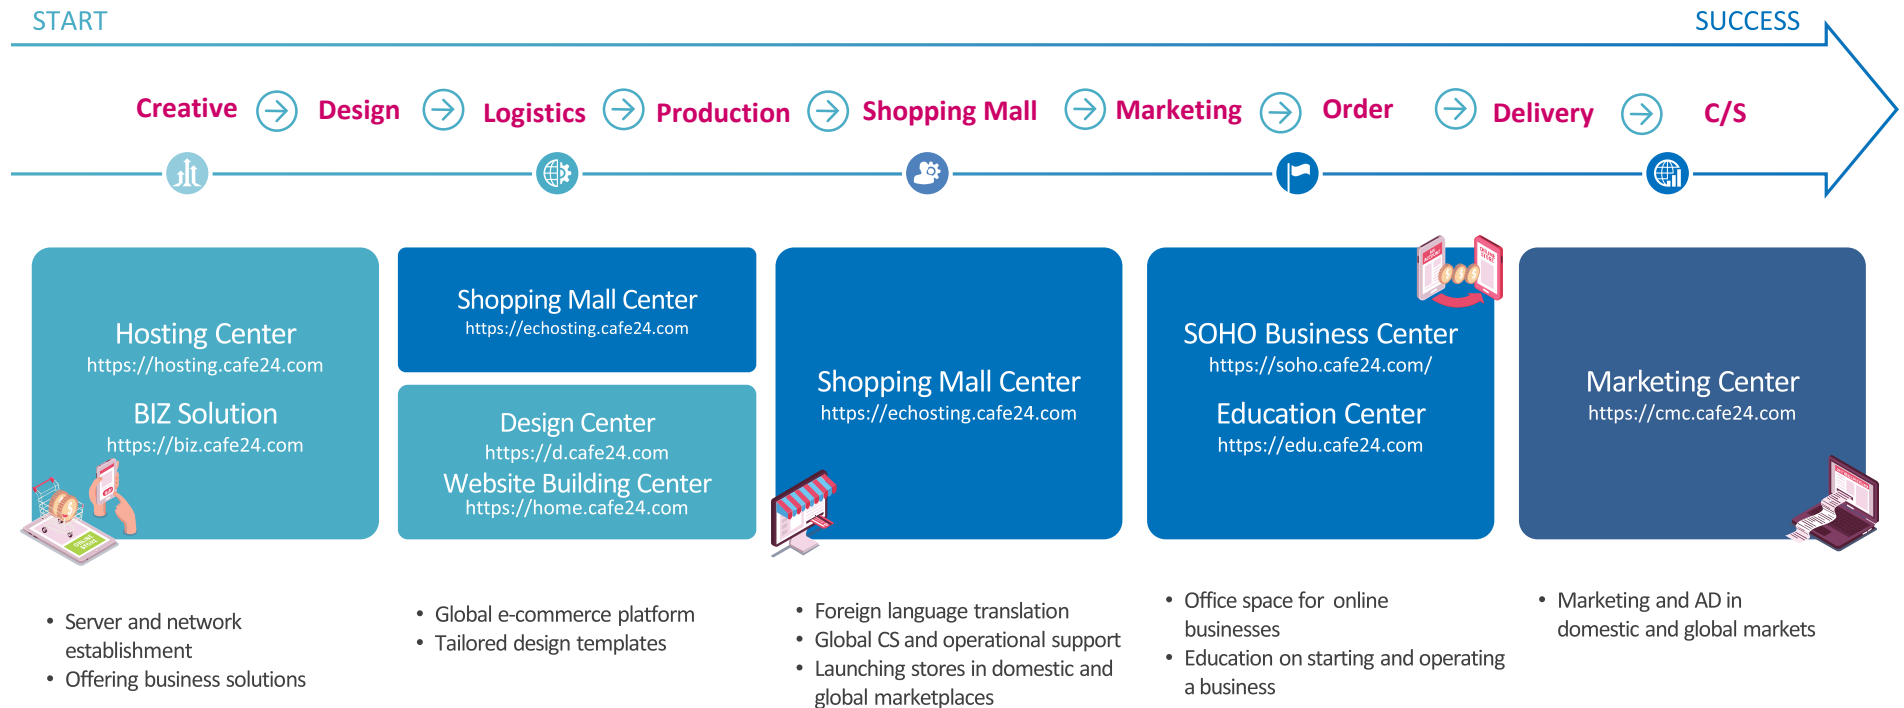 START
SUCCESS
Creative
Design
Logistics
Production
Shopping Mall
Marketing
Order
Delivery
C/S
Hosting Center
https://hosting.cafe24.com
BIZ Solution
https://biz.cafe24.com
ONLINE
STORE
Shopping Mall Center
https://echosting.cafe24.com
Design Center
https://d.cafe24.com
Website Building Center
https://home.cafe24.com
Shopping Mall Center
https://echosting.cafe24.com
SOHO Business Center
https://soho.cafe24.com/
Education Center
https://edu.cafe24.com
ONLINE
STORE
Marketing Center
https://cmc.cafe24.com
• Server and network
establishment
• Offering business solutions
• Global e-commerce platform
• Tailored design templates
• Foreign language translation
• Global CS and operational support
• Launching stores in domestic and
global marketplaces
• Office space for online
businesses
• Education on starting and operating
a business
• Marketing and AD in
domestic and global markets